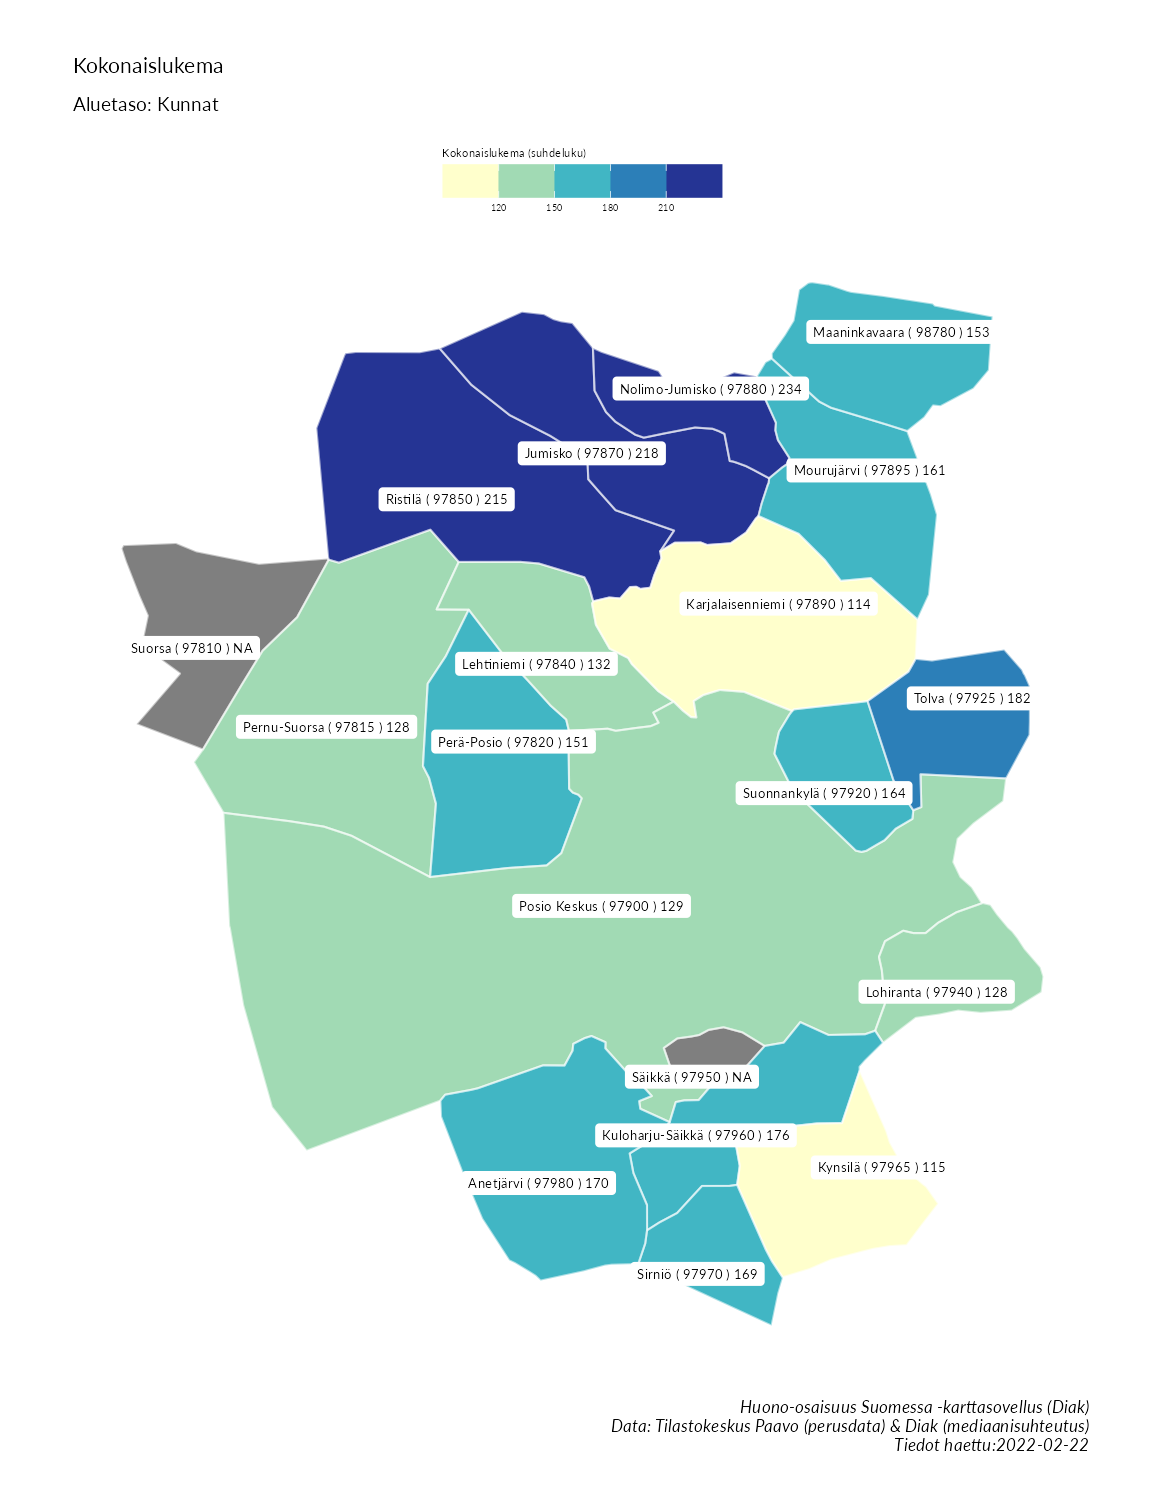 Kokonaislukema
Aluetaso: Kunnat
Kokonaislukema (suhdeluku)
120 150 180 210
Maaninkavaara ( 98780 ) 153
Nolimo-Jumisko ( 97880 ) 234
Jumisko ( 97870 ) 218
Mourujärvi ( 97895 ) 161
Ristilä ( 97850 ) 215
Karjalaisenniemi ( 97890 ) 114
Suorsa ( 97810 ) NA
Lehtiniemi ( 97840 ) 132
Tolva ( 97925 ) 182
Pernu-Suorsa ( 97815 ) 128
Perä-Posio ( 97820 ) 151
Suonnankylä ( 97920 ) 164
Posio Keskus ( 97900 ) 129
Lohiranta ( 97940 ) 128
Säikkä ( 97950 ) NA
Kuloharju-Säikkä ( 97960 ) 176
Kynsilä ( 97965 ) 115
Anetjärvi ( 97980 ) 170
Sirniö ( 97970 ) 169
Huono-osaisuus Suomessa -karttasovellus (Diak)
Data: Tilastokeskus Paavo (perusdata) & Diak (mediaanisuhteutus)
Tiedot haettu:2022-02-22